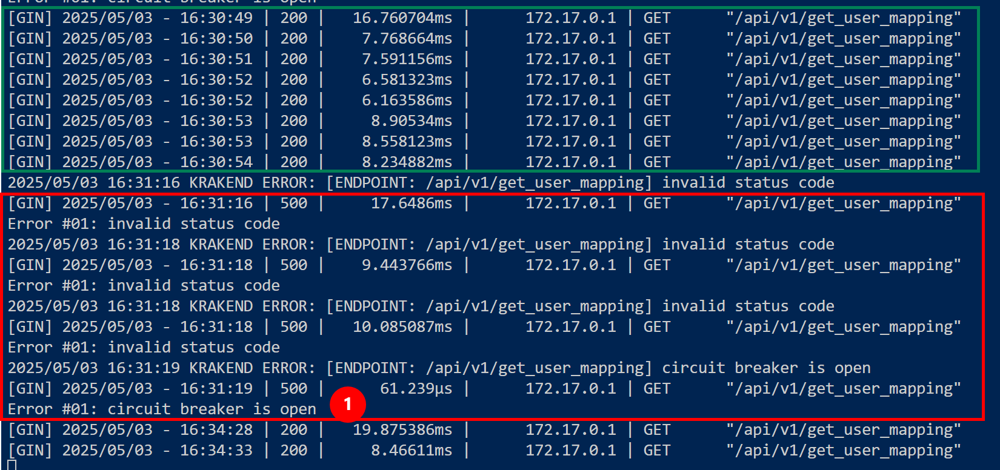 Error #01: circuit breaker is open
[GIN] 2025/05/03 - 16:30:49 | 200 |   16.760704ms |      172.17.0.1 | GET      "/api/v1/get_user_mapping"
[GIN] 2025/05/03 - 16:30:50 | 200 |    7.768664ms |      172.17.0.1 | GET      "/api/v1/get_user_mapping"
[GIN] 2025/05/03 - 16:30:51 | 200 |    7.591156ms |      172.17.0.1 | GET      "/api/v1/get_user_mapping"
[GIN] 2025/05/03 - 16:30:52 | 200 |    6.581323ms |      172.17.0.1 | GET      "/api/v1/get_user_mapping"
[GIN] 2025/05/03 - 16:30:52 | 200 |    6.163586ms |      172.17.0.1 | GET      "/api/v1/get_user_mapping"
[GIN] 2025/05/03 - 16:30:53 | 200 |     8.90534ms |      172.17.0.1 | GET      "/api/v1/get_user_mapping"
[GIN] 2025/05/03 - 16:30:53 | 200 |    8.558123ms |      172.17.0.1 | GET      "/api/v1/get_user_mapping"
[GIN] 2025/05/03 - 16:30:54 | 200 |    8.234882ms |      172.17.0.1 | GET      "/api/v1/get_user_mapping"
2025/05/03 16:31:16 KRAKEND ERROR: [ENDPOINT: /api/v1/get_user_mapping] invalid status code
[GIN] 2025/05/03 - 16:31:16 | 500 |     17.6486ms |      172.17.0.1 | GET      "/api/v1/get_user_mapping"
Error #01: invalid status code
2025/05/03 16:31:18 KRAKEND ERROR: [ENDPOINT: /api/v1/get_user_mapping] invalid status code
[GIN] 2025/05/03 - 16:31:18 | 500 |    9.443766ms |      172.17.0.1 | GET      "/api/v1/get_user_mapping"
Error #01: invalid status code
2025/05/03 16:31:18 KRAKEND ERROR: [ENDPOINT: /api/v1/get_user_mapping] invalid status code
[GIN] 2025/05/03 - 16:31:18 | 500 |   10.085087ms |      172.17.0.1 | GET      "/api/v1/get_user_mapping"
Error #01: invalid status code
2025/05/03 16:31:19 KRAKEND ERROR: [ENDPOINT: /api/v1/get_user_mapping] circuit breaker is open
[GIN] 2025/05/03 - 16:31:19 | 500 |      61.239µs |      172.17.0.1 | GET      "/api/v1/get_user_mapping"
Error #01: circuit breaker is open 1
[GIN] 2025/05/03 - 16:34:28 | 200 |   19.875386ms |      172.17.0.1 | GET      "/api/v1/get_user_mapping"
[GIN] 2025/05/03 - 16:34:33 | 200 |     8.46611ms |      172.17.0.1 | GET      "/api/v1/get_user_mapping"